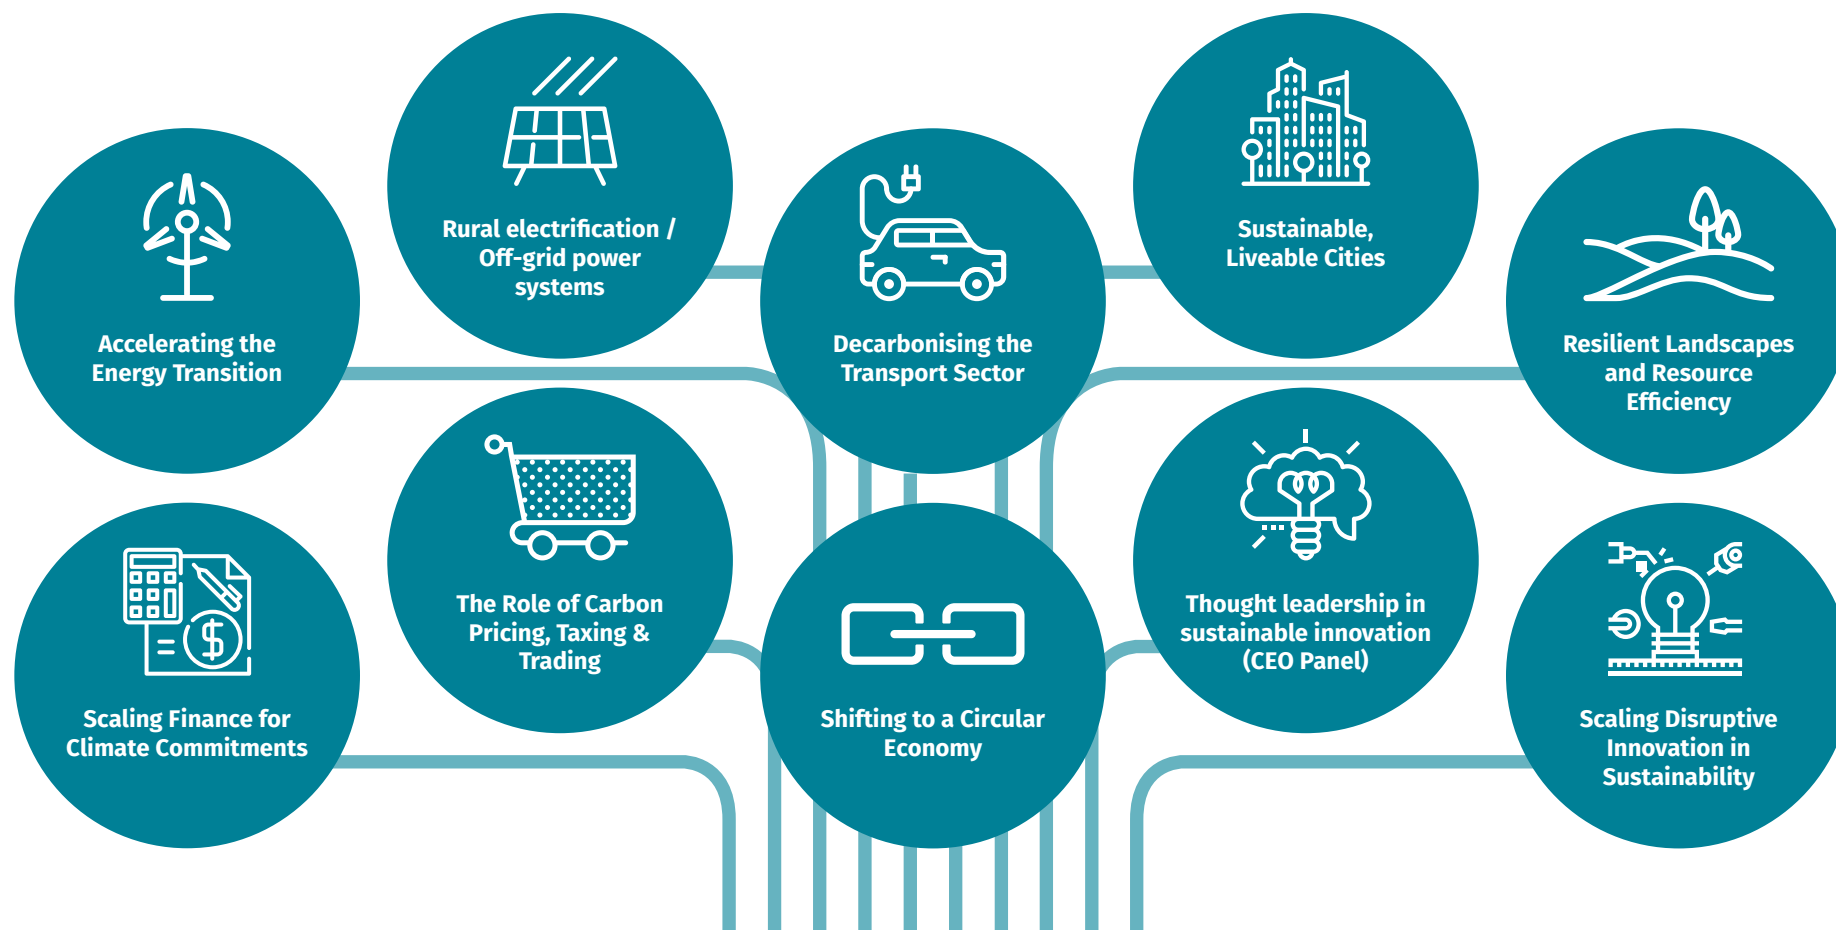 Rural electrification /
Off-grid power
systems
Sustainable,
Liveable Cities
Accelerating the
Energy Transition
Decarbonising the
Transport Sector
Resilient Landscapes
and Resource
Efficiency
The Role of Carbon
Pricing, Taxing &
Trading
Thought leadership in
sustainable innovation
(CEO Panel)
Scaling Finance for
Climate Commitments
Shifting to a Circular
Economy
Scaling Disruptive
Innovation in
Sustainability